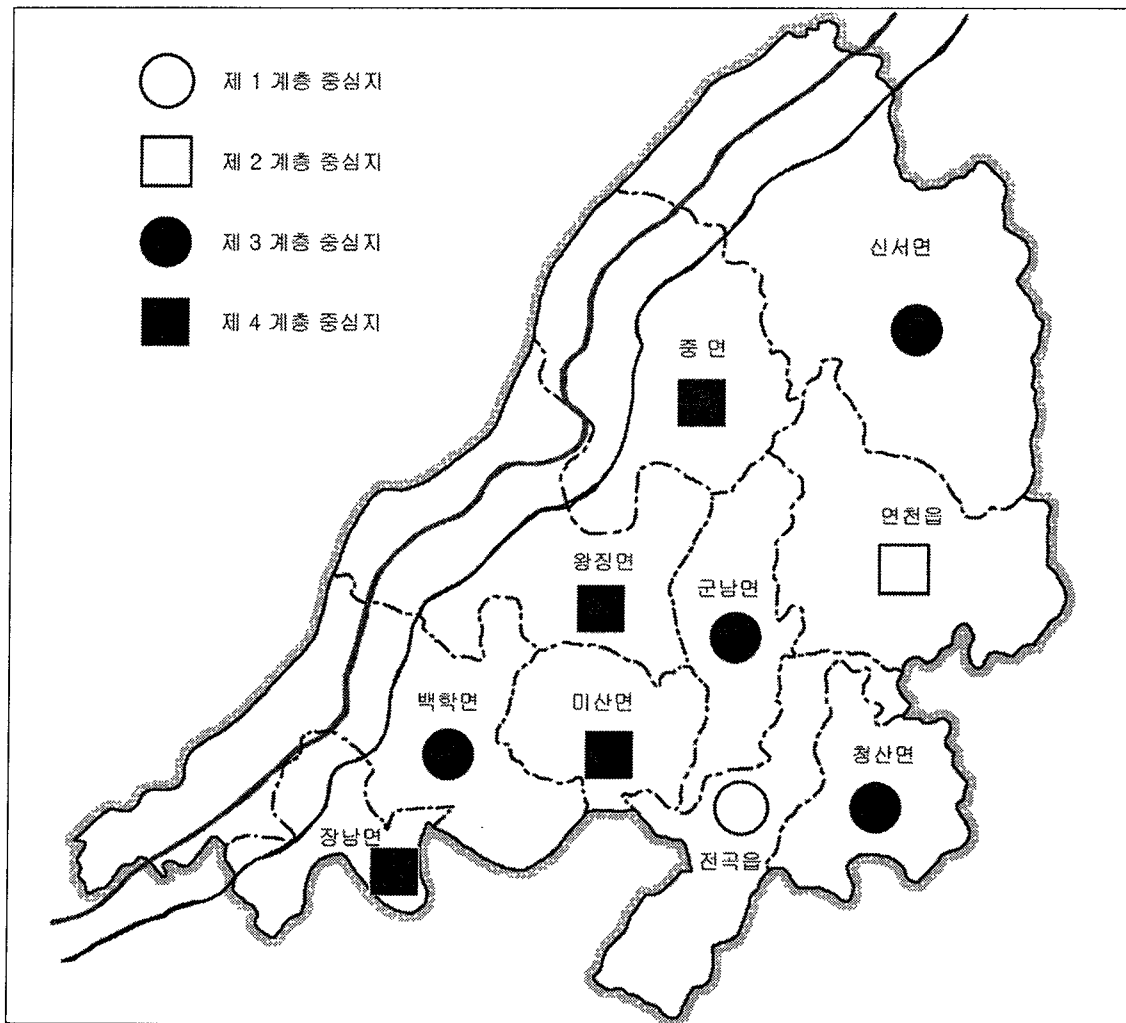 제 1 계층 중심지
제 2 계층 중심지
제 3 계층 중심지
제 4 계층 중심지
신서면
중 면
연천읍
왕징면
군남면
백학면
미산면
청산면
장남면
전곡읍